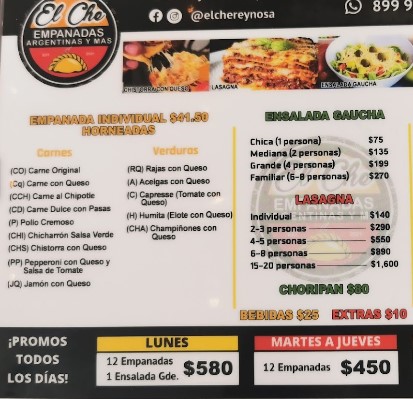 El Che
EMPANADAS
ARGENTINAS Y MAS
@elchereynosa
899 9
CHISTORRA CON QUESO
LASAGNA
ENSALADA GAUCHA
EMPANADA INDIVIDUAL $41.50
HORNEADAS
Carnes
(CO) Carne Original
(Cq) Carne con Queso
(CCH) Carne al Chipotle
(CD) Carne Dulce con Pasas
(P) Pollo Cremoso
(CHI) Chicharrón Salsa Verde
(CHS) Chistorra con Queso
(PP) Pepperoni con Queso y
Salsa de Tomate
(JQ) Jamón con Queso
Verduras
(RQ) Rajas con Queso
(A) Acelgas con Queso
(C) Capresse (Tomate con
Queso)
(H) Humita (Elote con Queso)
(CHA) Champiñones con
Queso
ENSALADA GAUCHA
Chica (1 persona) $75
Mediana (2 personas) $135
Grande (4 personas) $199
Familiar (6-8 personas) $270
LASAGNA
Individual $140
2-3 personas $290
4-5 personas $550
6-8 personas $890
15-20 personas $1,600
CHORIPAN $80
BEBIDAS $25 EXTRAS $10
¡PROMOS
TODOS
LOS DÍAS!
LUNES
12 Empanadas
1 Ensalada Gde.
$580
MARTES A JUEVES
12 Empanadas $450